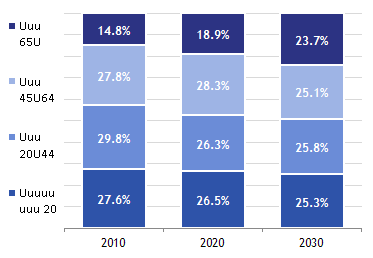 Uuu
65U
Uuu
45U64
Uuu
20U44
Uuuuu
uuu 20
14.8%
18.9%
23.7%
27.8%
28.3%
25.1%
29.8%
26.3%
25.8%
27.6%
26.5%
25.3%
2010
2020
2030